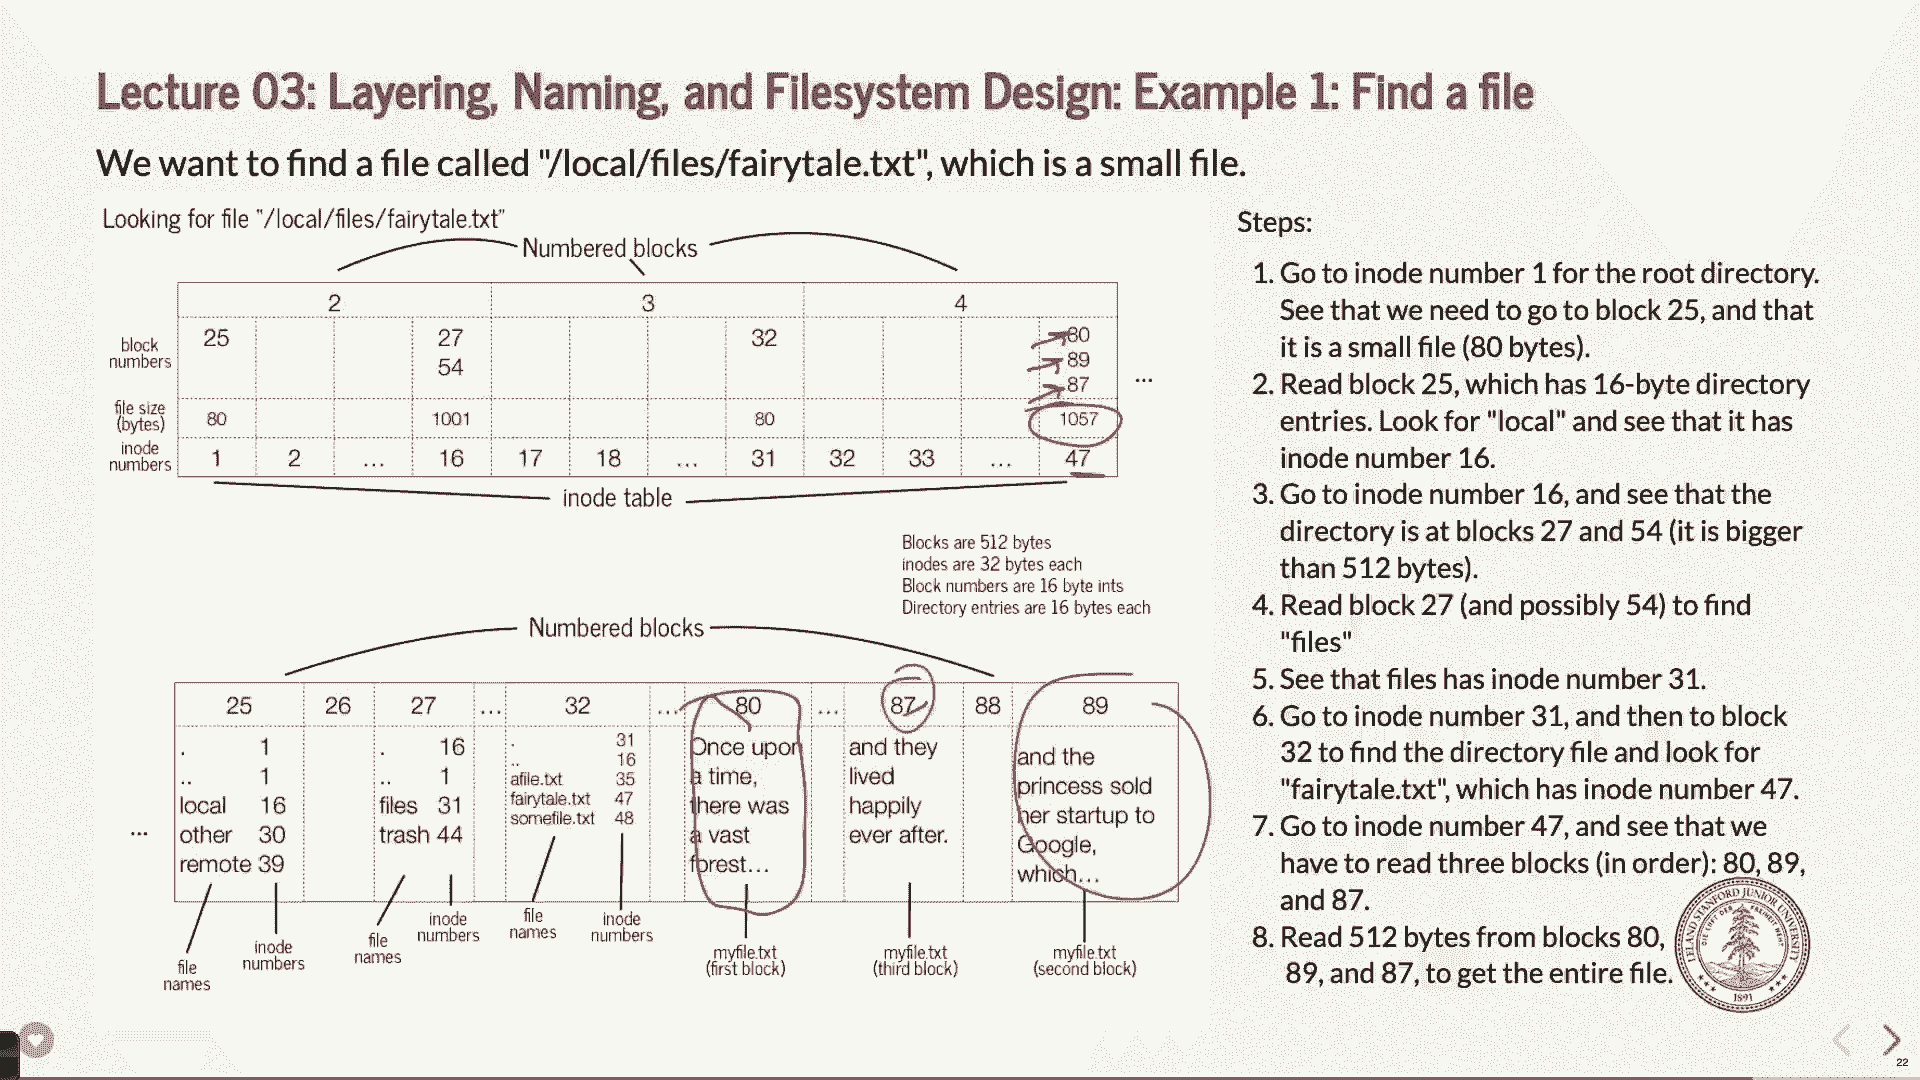 Lecture 03: Layering, Naming, and Filesystem Design: Example 1: Find a file
We want to find a file called "/local/files/fairytale.txt", which is a small file.
Looking for file "/local/files/fairytale.txt"
Numbered blocks
2 3 4
block numbers 25 27 54 32 80 89 87 ...
file size (bytes) 80 1001 80 1057
inode numbers 1 2 ... 16 17 18 ... 31 32 33 ... 47
inode table
Blocks are 512 bytes
inodes are 32 bytes each
Block numbers are 16 byte ints
Directory entries are 16 bytes each
Numbered blocks
25 26 27 ... 32 ... 80 ... 87 88 89
...
. 1
.. 1
local 16
other 30
remote 39
. 16
.. 1
files 31
trash 44
. 31
.. 16
afile.txt 35
fairytale.txt 47
somefile.txt 48
Once upon
a time,
there was
a vast
forest...
and they
lived
happily
ever after.
and the
princess sold
her startup to
Google,
which...
file
names
inode
numbers
file
names
inode
numbers
file
names
inode
numbers
myfile.txt
(first block)
myfile.txt
(third block)
myfile.txt
(second block)
Steps:
1. Go to inode number 1 for the root directory.
See that we need to go to block 25, and that
it is a small file (80 bytes).
2. Read block 25, which has 16-byte directory
entries. Look for "local" and see that it has
inode number 16.
3. Go to inode number 16, and see that the
directory is at blocks 27 and 54 (it is bigger
than 512 bytes).
4. Read block 27 (and possibly 54) to find
"files"
5. See that files has inode number 31.
6. Go to inode number 31, and then to block
32 to find the directory file and look for
"fairytale.txt", which has inode number 47.
7. Go to inode number 47, and see that we
have to read three blocks (in order): 80, 89,
and 87.
8. Read 512 bytes from blocks 80,
89, and 87, to get the entire file.
LELAND STANFORD JUNIOR UNIVERSITY
1891
22